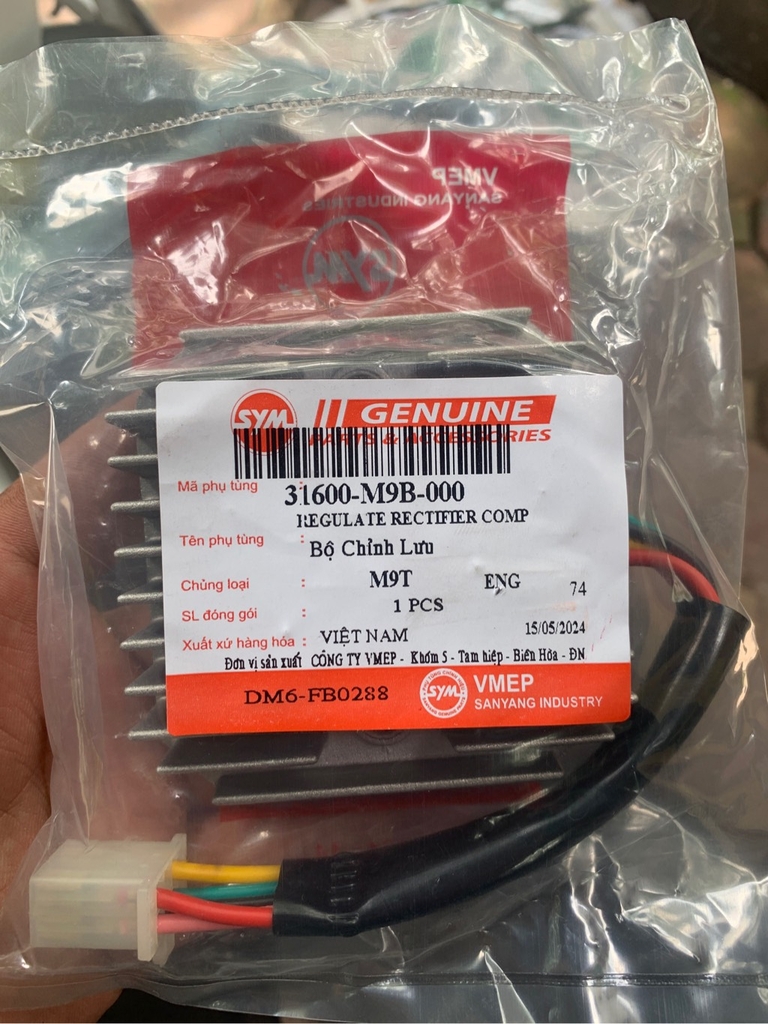 VMEP
SANYANG INDUSTRIES
SYM
SYM GENUINE
PARTS & ACCESSORIES
Mã phụ tùng : 31600-M9B-000
REGULATE RECTIFIER COMP
Tên phụ tùng : Bộ Chỉnh Lưu
Chủng loại : M9T ENG 74
SL đóng gói : 1 PCS
Xuất xứ hàng hóa : VIỆT NAM 15/05/2024
Đơn vị sản xuất CÔNG TY VMEP - Khóm 5 - Tam hiệp - Biên Hòa - ĐN
DM6-FB0288 SYM VMEP
SANYANG INDUSTRY